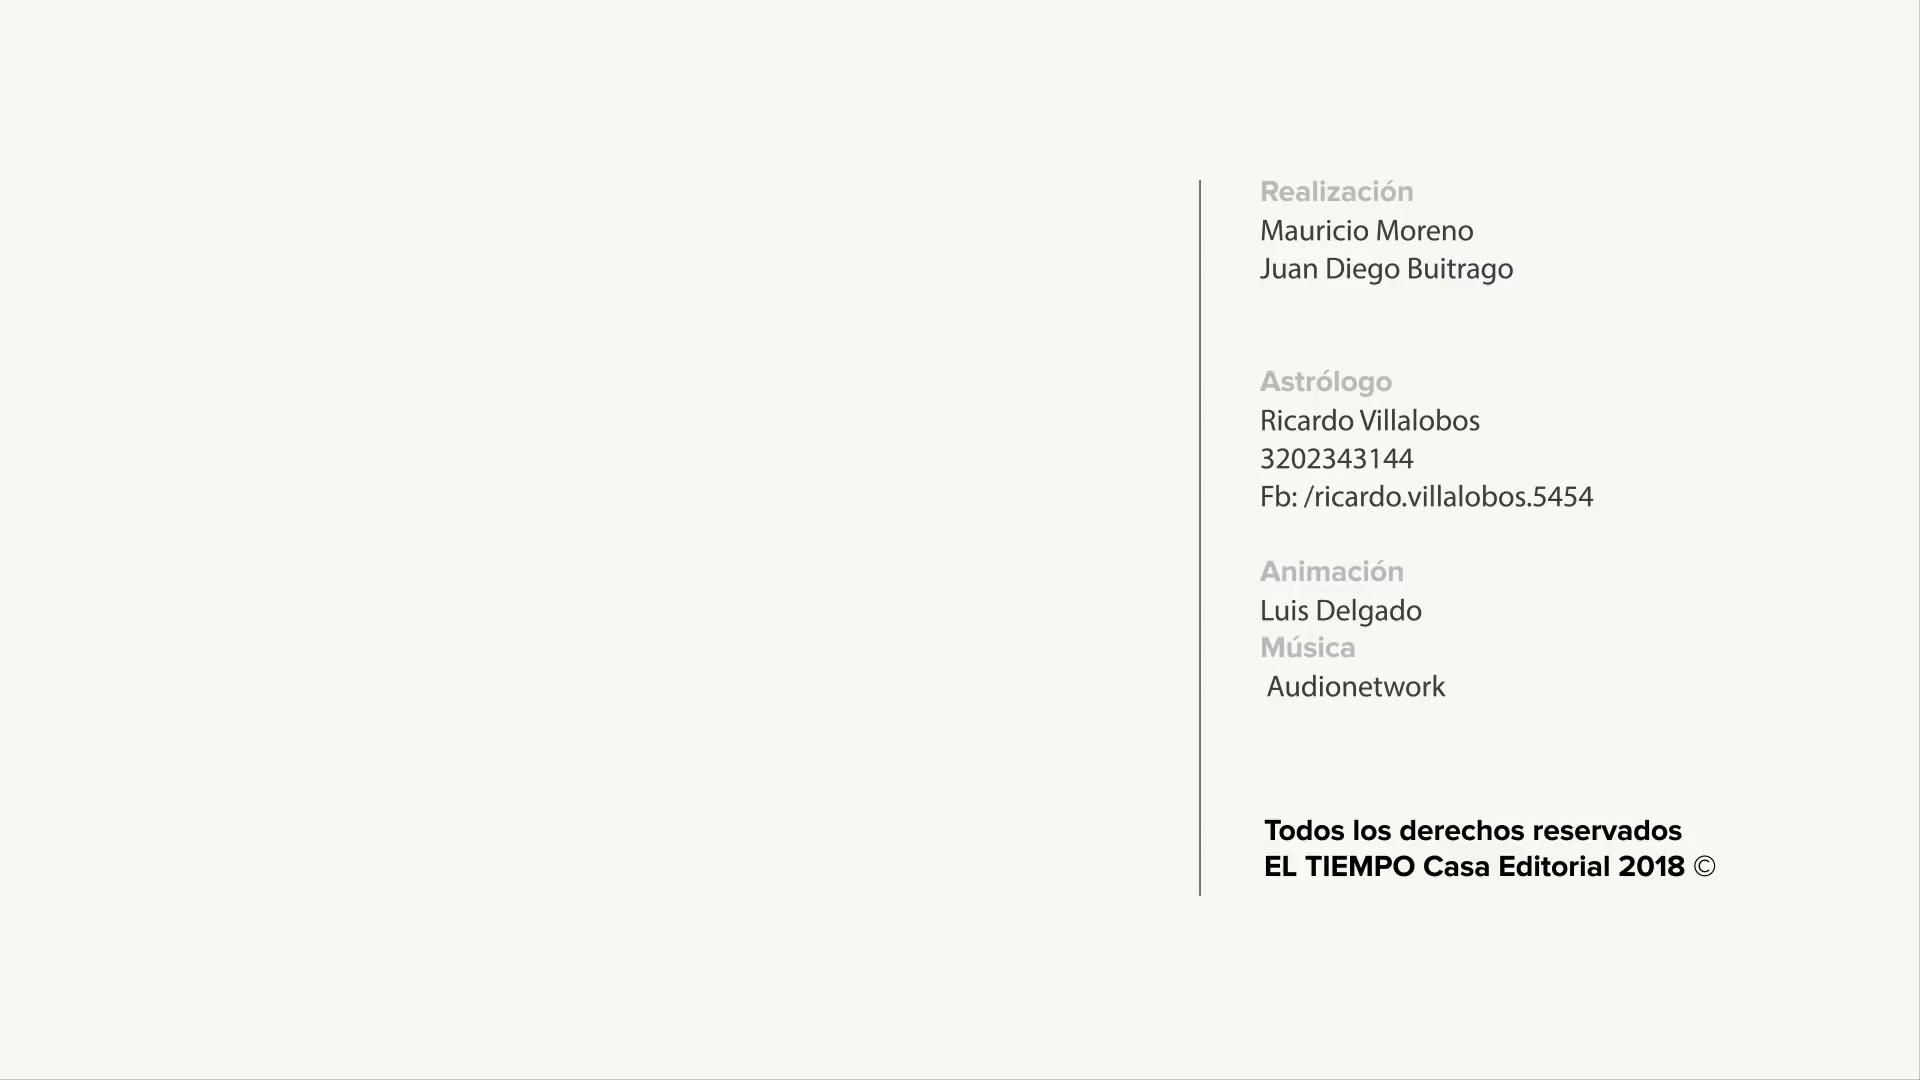 Realización
Mauricio Moreno
Juan Diego Buitrago
Astrólogo
Ricardo Villalobos
3202343144
Fb: /ricardo.villalobos.5454
Animación
Luis Delgado
Música
Audionetwork
Todos los derechos reservados
EL TIEMPO Casa Editorial 2018 ©